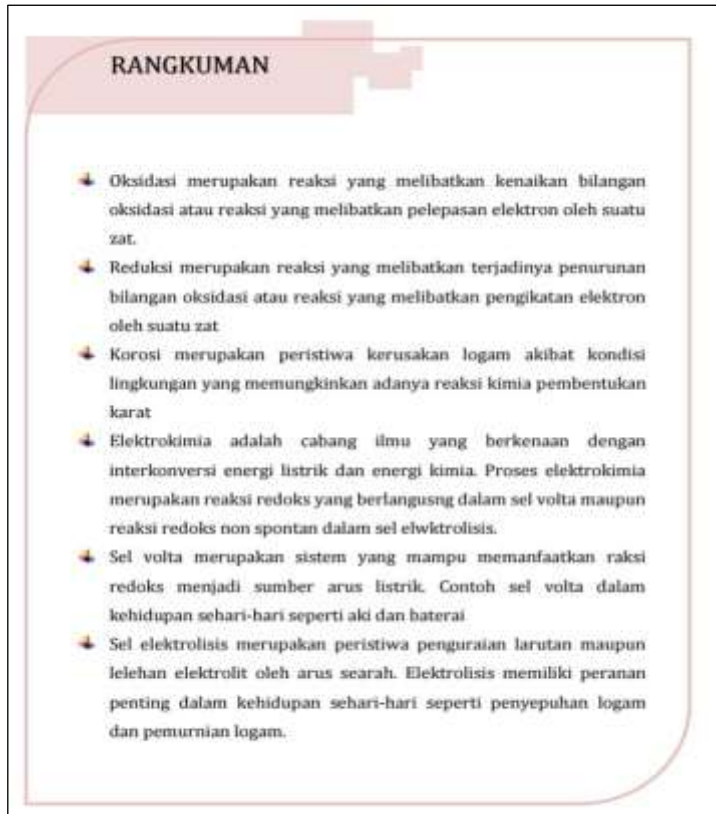 RANGKUMAN
Oksidasi merupakan reaksi yang melibatkan kenaikan bilangan
oksidasi atau reaksi yang melibatkan pelepasan elektron oleh suatu
zat.
Reduksi merupakan reaksi yang melibatkan terjadinya penurunan
bilangan oksidasi atau reaksi yang melibatkan pengikatan elektron
oleh suatu zat
Korosi merupakan peristiwa kerusakan logam akibat kondisi
lingkungan yang memungkinkan adanya reaksi kimia pembentukan
karat
Elektrokimia adalah cabang ilmu yang berkenaan dengan
interkonversi energi listrik dan energi kimia. Proses elektrokimia
merupakan reaksi redoks yang berlangusng dalam sel volta maupun
reaksi redoks non spontan dalam sel elwktrolisis.
Sel volta merupakan sistem yang mampu memanfaatkan raksi
redoks menjadi sumber arus listrik. Contoh sel volta dalam
kehidupan sehari-hari seperti aki dan baterai
Sel elektrolisis merupakan peristiwa penguraian larutan maupun
lelehan elektrolit oleh arus searah. Elektrolisis memiliki peranan
penting dalam kehidupan sehari-hari seperti penyepuhan logam
dan pemurnian logam.